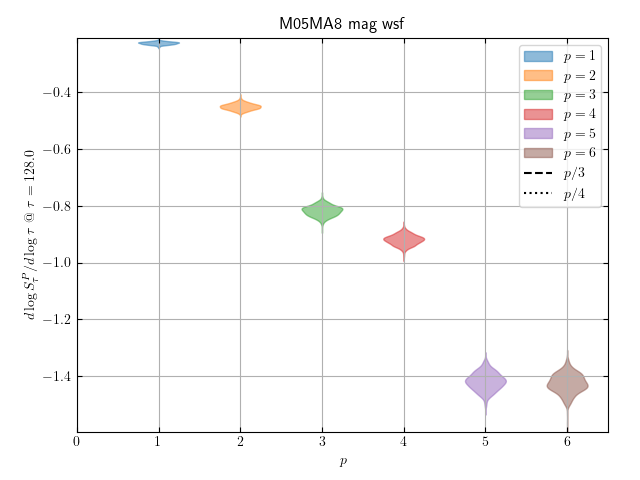 M05MA8 mag wsf
d log S_τ^P / d log τ @ τ = 128.0
−0.4
−0.6
−0.8
−1.0
−1.2
−1.4
0 1 2 3 4 5 6
p
p = 1
p = 2
p = 3
p = 4
p = 5
p = 6
p/3
p/4